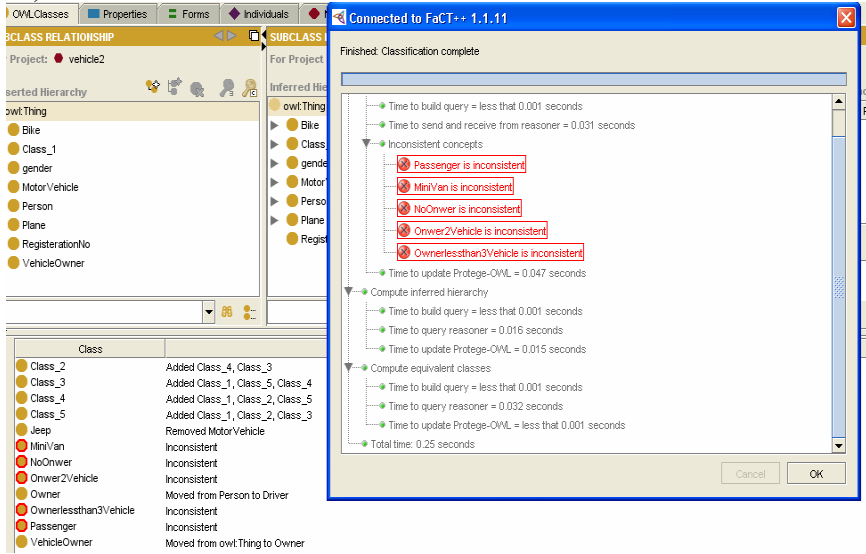 OWLClasses
Properties
Forms
Individuals
SUBCLASS RELATIONSHIP
Project: vehicle2
Asserted Hierarchy
owl:Thing
Bike
Class_1
gender
MotorVehicle
Person
Plane
RegisterationNo
VehicleOwner
For Project
Inferred Hie
owl:Thing
Bike
Class_
gende
Motor
Perso
Plane
Regist
Connected to FaCT++ 1.1.11
Finished: Classification complete
Time to build query = less that 0.001 seconds
Time to send and receive from reasoner = 0.031 seconds
Inconsistent concepts
Passenger is inconsistent
MiniVan is inconsistent
NoOnwer is inconsistent
Onwer2Vehicle is inconsistent
Ownerlessthan3Vehicle is inconsistent
Time to update Protege-OWL = 0.047 seconds
Compute inferred hierarchy
Time to build query = less that 0.001 seconds
Time to query reasoner = 0.016 seconds
Time to update Protege-OWL = 0.015 seconds
Compute equivalent classes
Time to build query = less that 0.001 seconds
Time to query reasoner = 0.032 seconds
Time to update Protege-OWL = less that 0.001 seconds
Total time: 0.25 seconds
Cancel
OK
Class
Class_2 Added Class_4, Class_3
Class_3 Added Class_1, Class_5, Class_4
Class_4 Added Class_1, Class_2, Class_5
Class_5 Added Class_1, Class_2, Class_3
Jeep Removed MotorVehicle
MiniVan Inconsistent
NoOnwer Inconsistent
Onwer2Vehicle Inconsistent
Owner Moved from Person to Driver
Ownerlessthan3Vehicle Inconsistent
Passenger Inconsistent
VehicleOwner Moved from owl:Thing to Owner